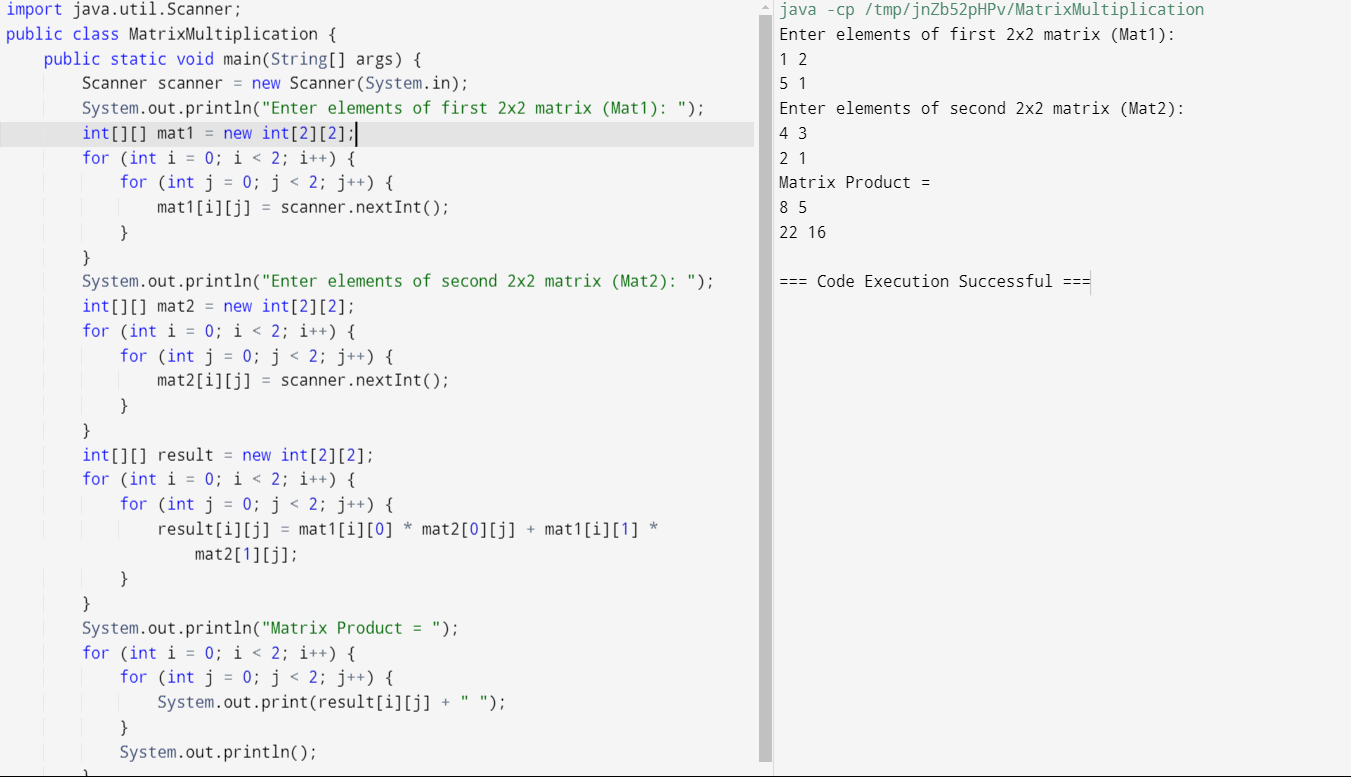 import java.util.Scanner;
public class MatrixMultiplication {
    public static void main(String[] args) {
        Scanner scanner = new Scanner(System.in);
        System.out.println("Enter elements of first 2x2 matrix (Mat1): ");
        int[][] mat1 = new int[2][2];
        for (int i = 0; i < 2; i++) {
            for (int j = 0; j < 2; j++) {
                mat1[i][j] = scanner.nextInt();
            }
        }
        System.out.println("Enter elements of second 2x2 matrix (Mat2): ");
        int[][] mat2 = new int[2][2];
        for (int i = 0; i < 2; i++) {
            for (int j = 0; j < 2; j++) {
                mat2[i][j] = scanner.nextInt();
            }
        }
        int[][] result = new int[2][2];
        for (int i = 0; i < 2; i++) {
            for (int j = 0; j < 2; j++) {
                result[i][j] = mat1[i][0] * mat2[0][j] + mat1[i][1] *
                    mat2[1][j];
            }
        }
        System.out.println("Matrix Product = ");
        for (int i = 0; i < 2; i++) {
            for (int j = 0; j < 2; j++) {
                System.out.print(result[i][j] + " ");
            }
            System.out.println();
        }
java -cp /tmp/jnZb52pHPv/MatrixMultiplication
Enter elements of first 2x2 matrix (Mat1):
1 2
5 1
Enter elements of second 2x2 matrix (Mat2):
4 3
2 1
Matrix Product =
8 5
22 16
=== Code Execution Successful ===